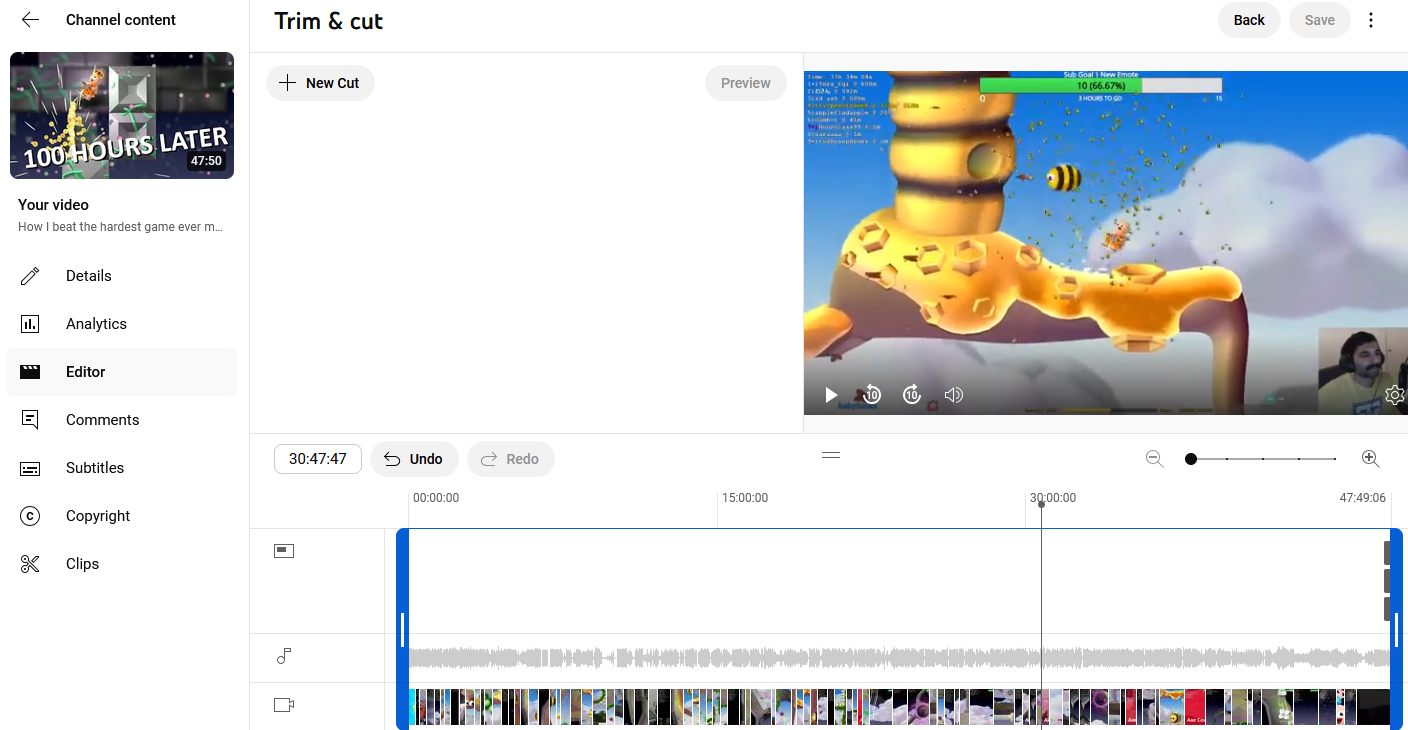 Channel content
Trim & cut
Back
Save
100 HOURS LATER
47:50
New Cut
Preview
Sub Goal | New Emote
10 (66.67%)
0
3 HOURS TO GO
15
Your video
How I beat the hardest game ever m…
Details
Analytics
Editor
Comments
Subtitles
Copyright
Clips
10
10
30:47:47
Undo
Redo
00:00:00
15:00:00
30:00:00
47:49:06